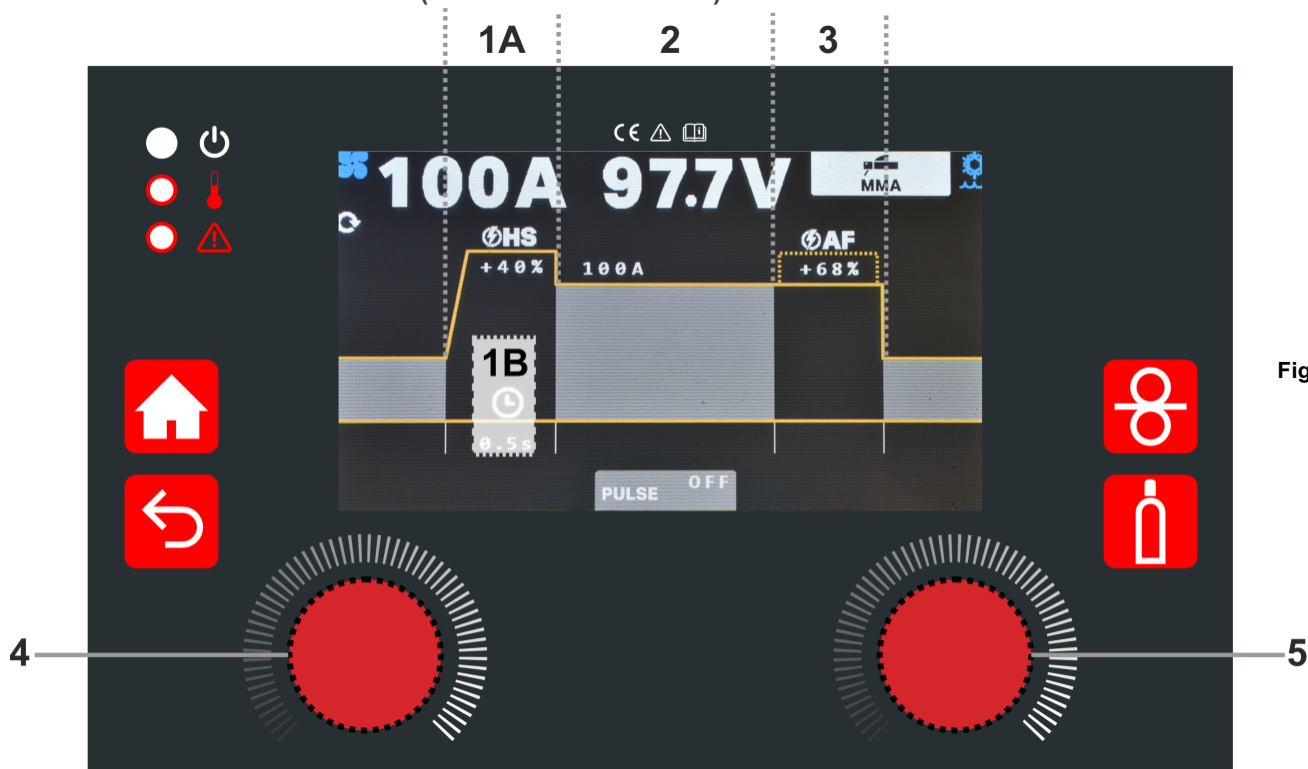 1A 2 3
CE
100A 97.7V MMA
HS AF
+40% 100A +68%
1B
Fig
0.5s
OFF
PULSE
4 5